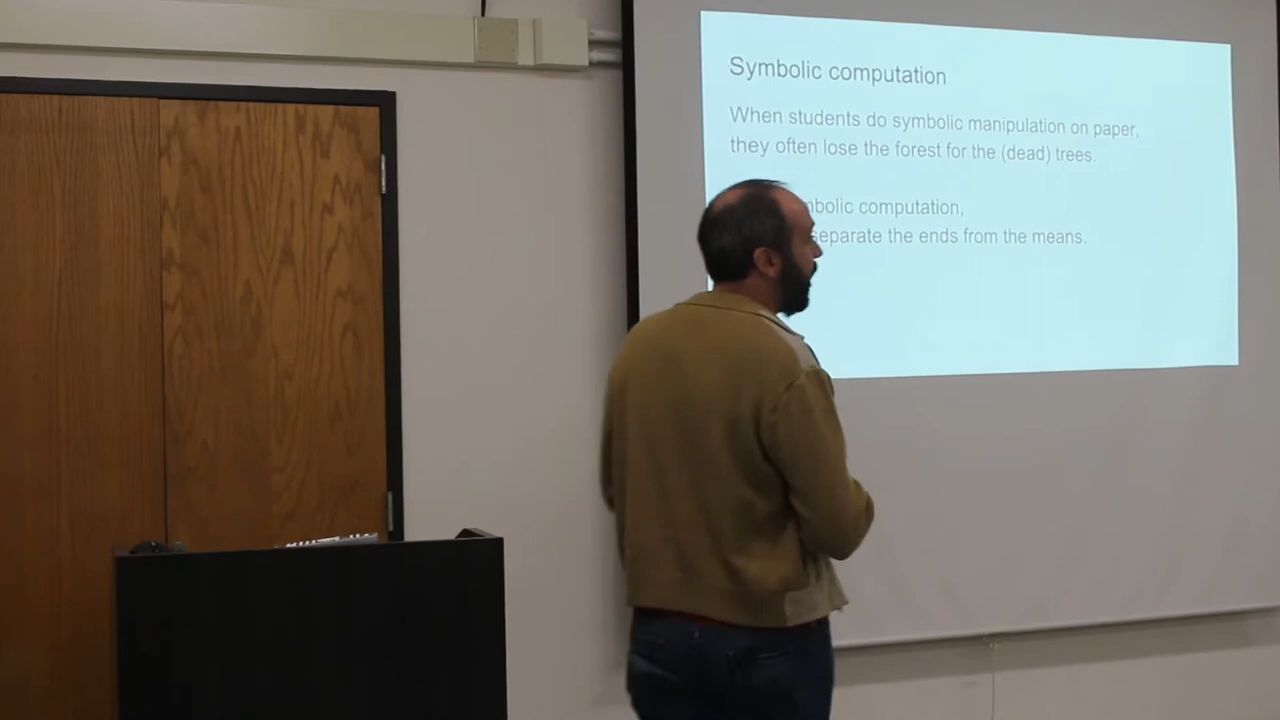 Symbolic computation
When students do symbolic manipulation on paper,
they often lose the forest for the (dead) trees.
computation,
separate the ends from the means.